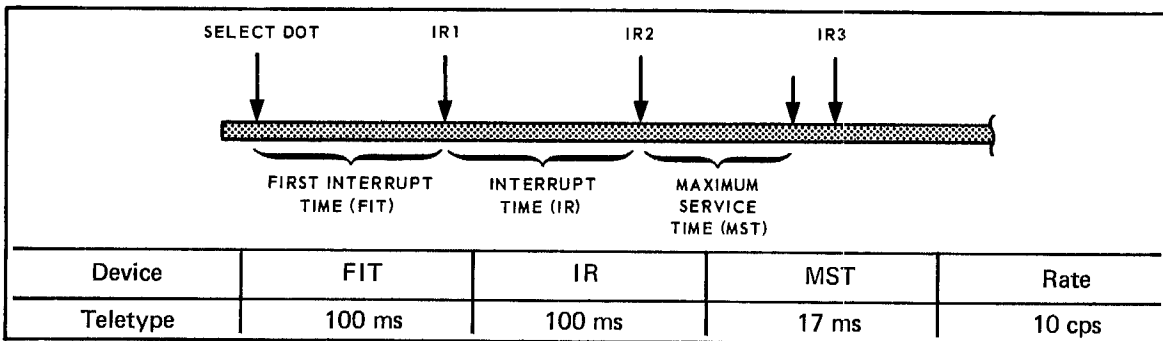 SELECT DOT IR1 IR2 IR3
FIRST INTERRUPT
TIME (FIT)
INTERRUPT
TIME (IR)
MAXIMUM
SERVICE
TIME (MST)
Device FIT IR MST Rate
Teletype 100 ms 100 ms 17 ms 10 cps